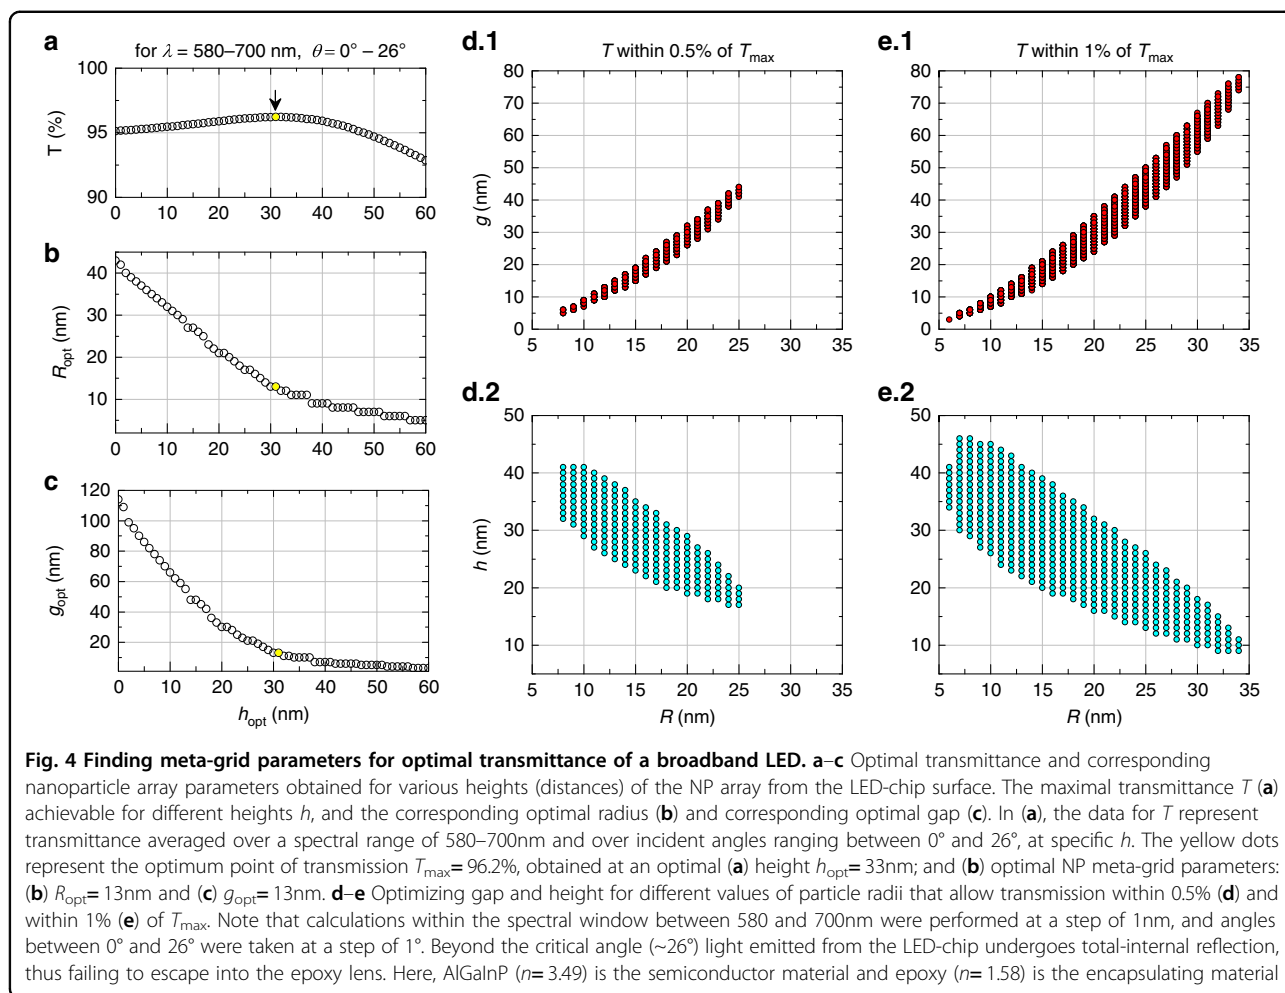 a
for λ = 580–700 nm, θ = 0° – 26°
100
95
90
T (%)
0 10 20 30 40 50 60
b
40
30
20
10
Ropt (nm)
0 10 20 30 40 50 60
c
120
100
80
60
40
20
gopt (nm)
0 10 20 30 40 50 60
hopt (nm)
d.1
T within 0.5% of Tmax
80
70
60
50
40
30
20
10
0
g (nm)
5 10 15 20 25 30 35
d.2
50
40
30
20
10
h (nm)
5 10 15 20 25 30 35
R (nm)
e.1
T within 1% of Tmax
80
70
60
50
40
30
20
10
0
5 10 15 20 25 30 35
e.2
50
40
30
20
10
5 10 15 20 25 30 35
R (nm)
Fig. 4 Finding meta-grid parameters for optimal transmittance of a broadband LED. a–c Optimal transmittance and corresponding
nanoparticle array parameters obtained for various heights (distances) of the NP array from the LED-chip surface. The maximal transmittance T (a)
achievable for different heights h, and the corresponding optimal radius (b) and corresponding optimal gap (c). In (a), the data for T represent
transmittance averaged over a spectral range of 580–700nm and over incident angles ranging between 0° and 26°, at specific h. The yellow dots
represent the optimum point of transmission Tmax= 96.2%, obtained at an optimal (a) height hopt= 33nm; and (b) optimal NP meta-grid parameters:
(b) Ropt= 13nm and (c) gopt= 13nm. d–e Optimizing gap and height for different values of particle radii that allow transmission within 0.5% (d) and
within 1% (e) of Tmax. Note that calculations within the spectral window between 580 and 700nm were performed at a step of 1nm, and angles
between 0° and 26° were taken at a step of 1°. Beyond the critical angle (~26°) light emitted from the LED-chip undergoes total-internal reflection,
thus failing to escape into the epoxy lens. Here, AlGaInP (n= 3.49) is the semiconductor material and epoxy (n= 1.58) is the encapsulating material